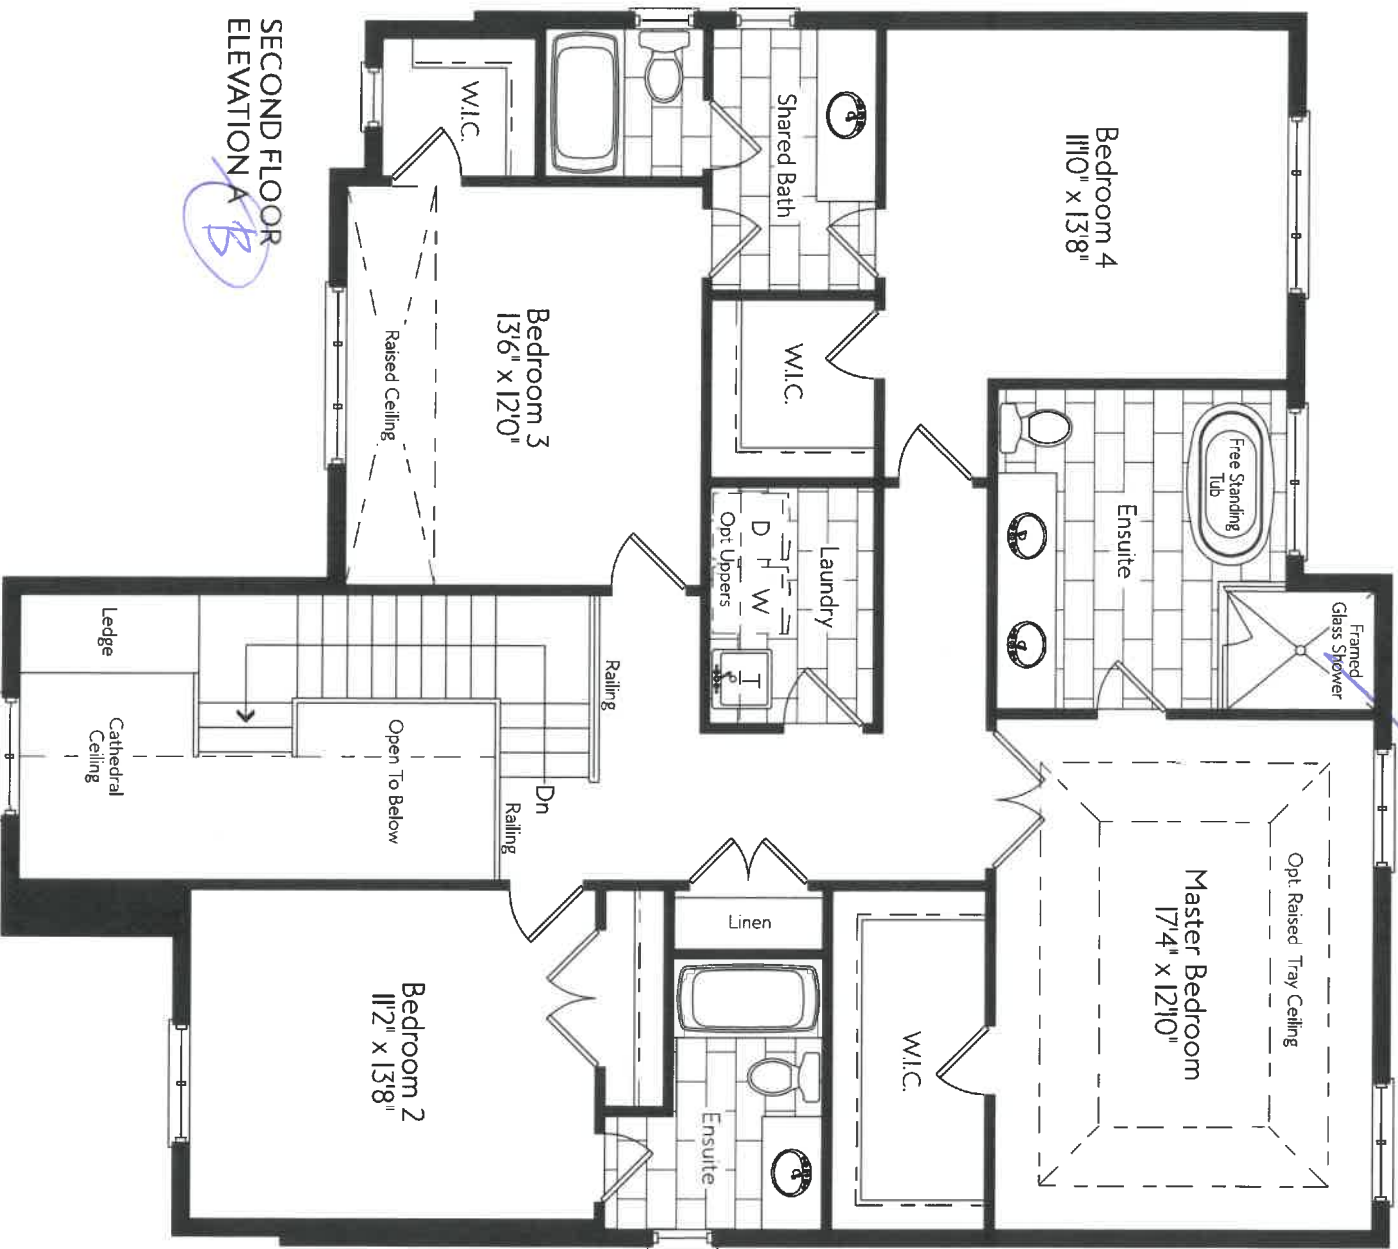 Master Bedroom
17'4" x 12'10"
Opt. Raised Tray Ceiling
Framed
Glass Shower
Free Standing
Tub
Ensuite
Bedroom 4
11'10" x 13'8"
W.I.C.
Linen
Ensuite
Laundry
D
W
T
Opt Uppers
W.I.C.
Shared Bath
Railing
Dn
Railing
Open To Below
Cathedral
Ceiling
Ledge
Bedroom 2
11'2" x 13'8"
Bedroom 3
13'6" x 12'0"
Raised Ceiling
W.I.C.
SECOND FLOOR
ELEVATION A
B